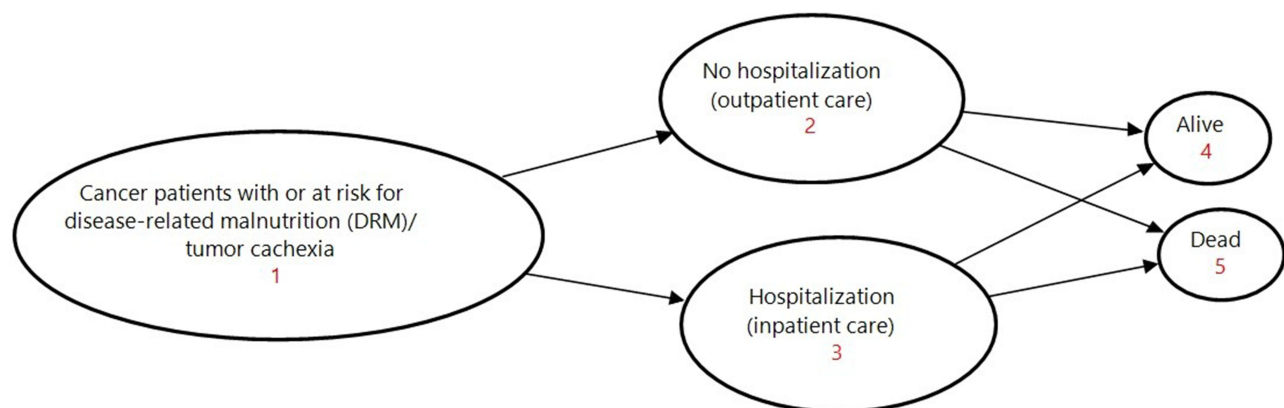 Cancer patients with or at risk for
disease-related malnutrition (DRM)/
tumor cachexia
1
No hospitalization
(outpatient care)
2
Hospitalization
(inpatient care)
3
Alive
4
Dead
5